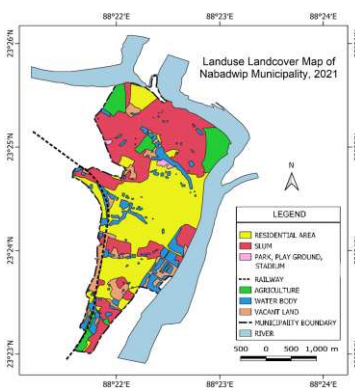 88°22'E 88°23'E 88°24'E
23°26'N
23°25'N
23°24'N
23°23'N
Landuse Landcover Map of
Nabadwip Municipality, 2021
N
LEGEND
RESIDENTIAL AREA
SLUM
PARK, PLAY GROUND,
STADIUM
RAILWAY
AGRICULTURE
WATER BODY
VACANT LAND
MUNICIPALITY BOUNDARY
RIVER
500 0 500 1,000 m
88°22'E 88°23'E 88°24'E